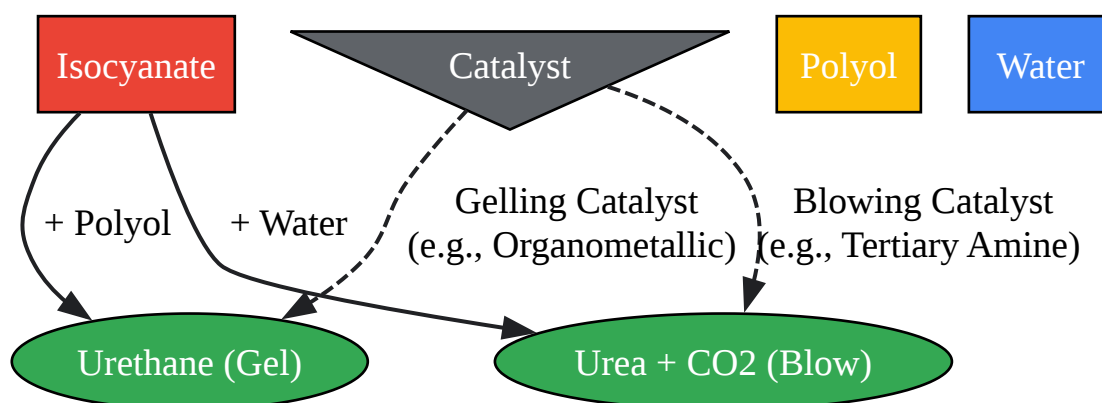 Isocyanate
Catalyst
Polyol
Water
+ Polyol
+ Water
Gelling Catalyst
(e.g., Organometallic)
Blowing Catalyst
(e.g., Tertiary Amine)
Urethane (Gel)
Urea + CO2 (Blow)